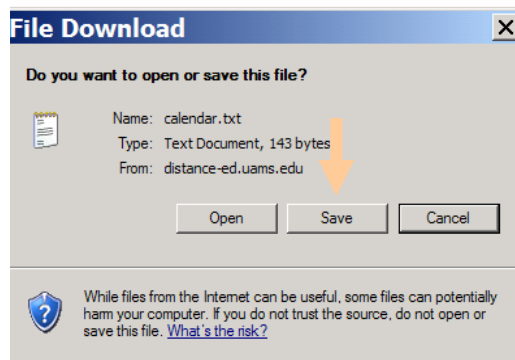 File Download
Do you want to open or save this file?
Name: calendar.txt
Type: Text Document, 143 bytes
From: distance-ed.uams.edu
Open Save Cancel
While files from the Internet can be useful, some files can potentially
harm your computer. If you do not trust the source, do not open or
save this file. What's the risk?